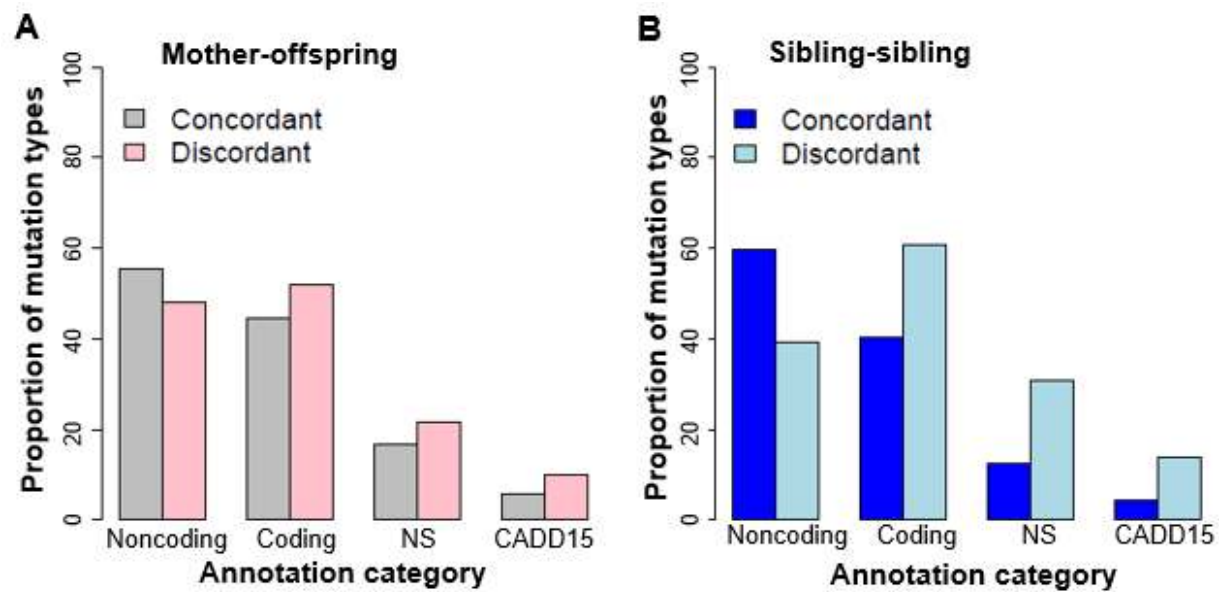 A
Mother-offspring
Concordant
Discordant
Proportion of mutation types
0
20
40
60
80
100
Noncoding Coding NS CADD15
Annotation category
B
Sibling-sibling
Concordant
Discordant
Proportion of mutation types
0
20
40
60
80
100
Noncoding Coding NS CADD15
Annotation category